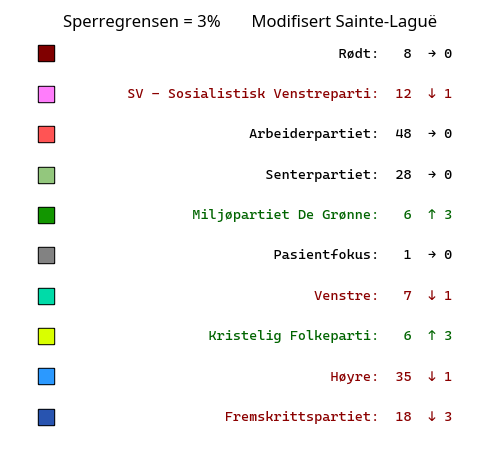 Sperregrensen = 3% Modifisert Sainte-Laguë
Rødt: 8 → 0
SV - Sosialistisk Venstreparti: 12 ↓ 1
Arbeiderpartiet: 48 → 0
Senterpartiet: 28 → 0
Miljøpartiet De Grønne: 6 ↑ 3
Pasientfokus: 1 → 0
Venstre: 7 ↓ 1
Kristelig Folkeparti: 6 ↑ 3
Høyre: 35 ↓ 1
Fremskrittspartiet: 18 ↓ 3